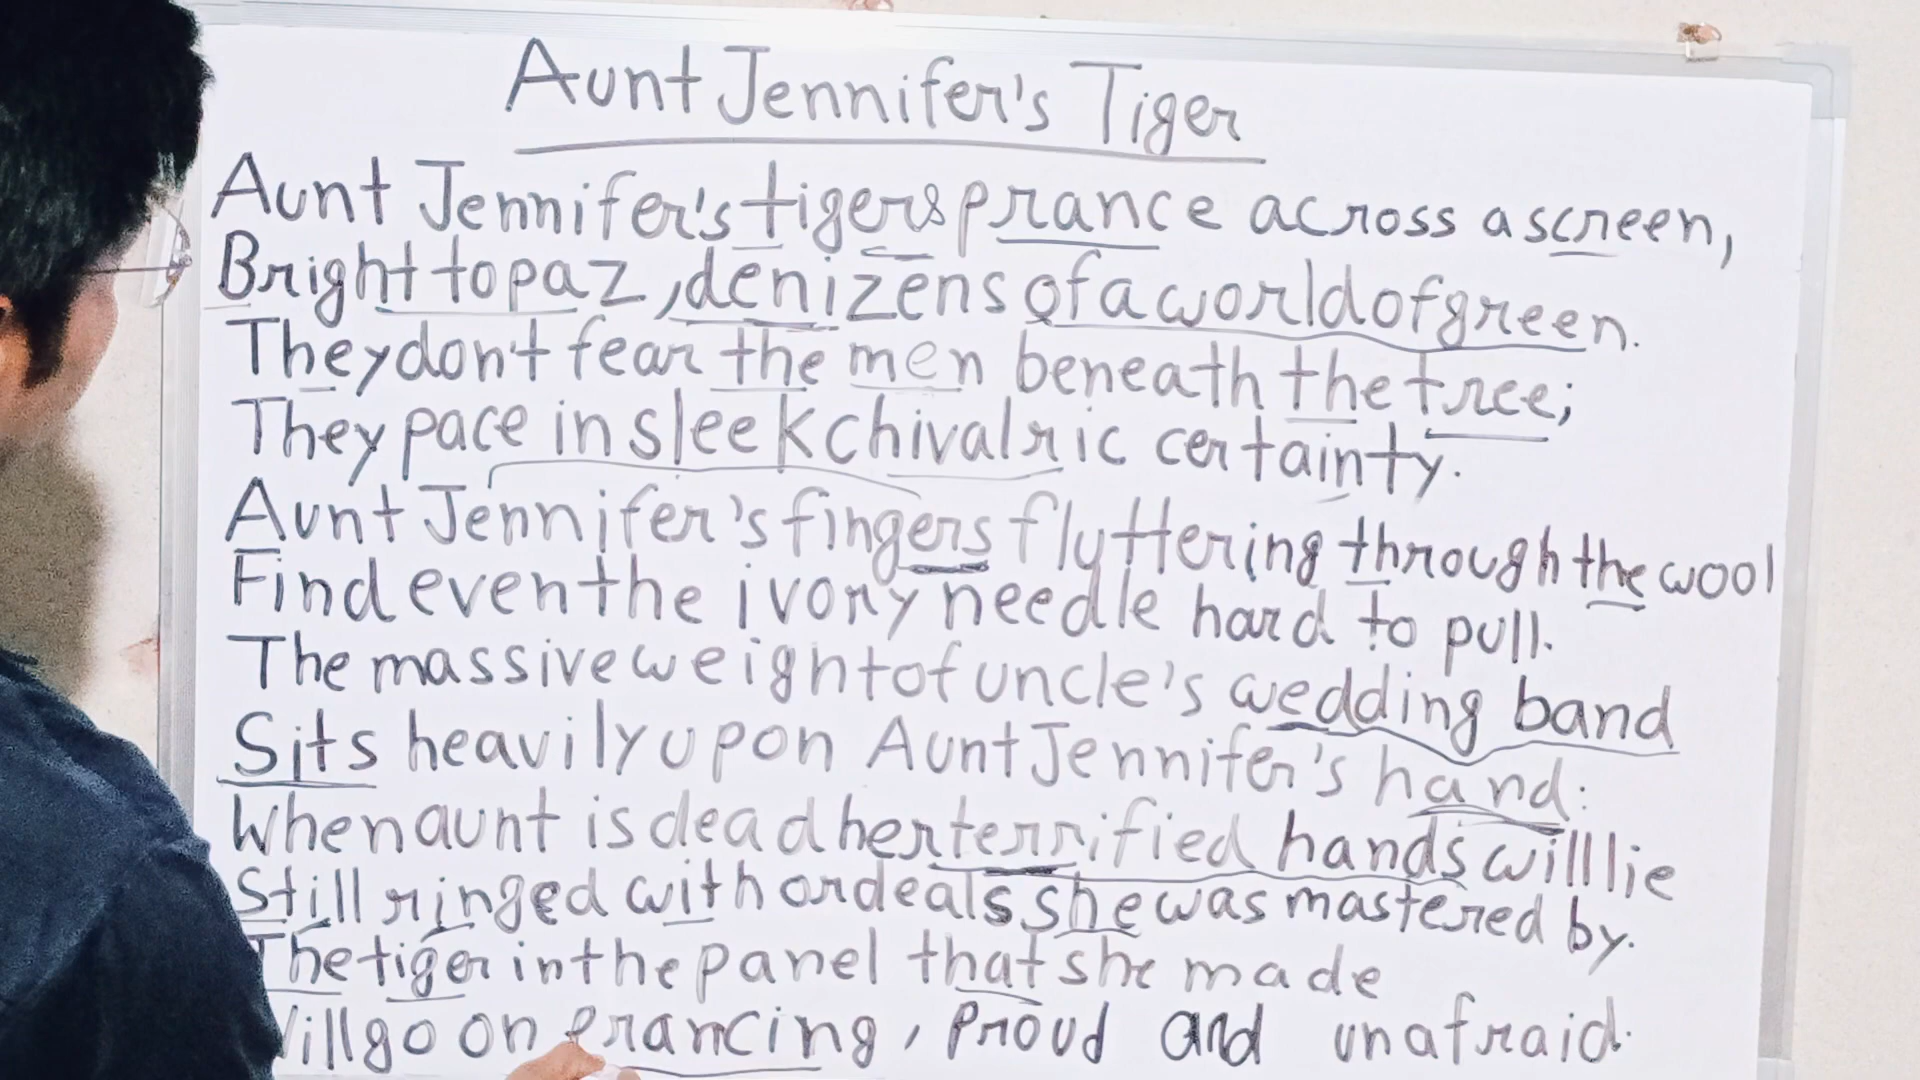 Aunt Jennifer's Tiger
Aunt Jennifer's tigers prance across a screen,
Bright topaz, denizens of a world of green.
They don't fear the men beneath the tree;
They pace in sleek chivalric certainty.
Aunt Jennifer's fingers fluttering through the wool
Find even the ivory needle hard to pull.
The massive weight of uncle's wedding band
Sits heavily upon Aunt Jennifer's hand:
When aunt is dead her terrified hands will lie
Still ringed with ordeals she was mastered by.
The tiger in the panel that she made
Will go on prancing, proud and unafraid.